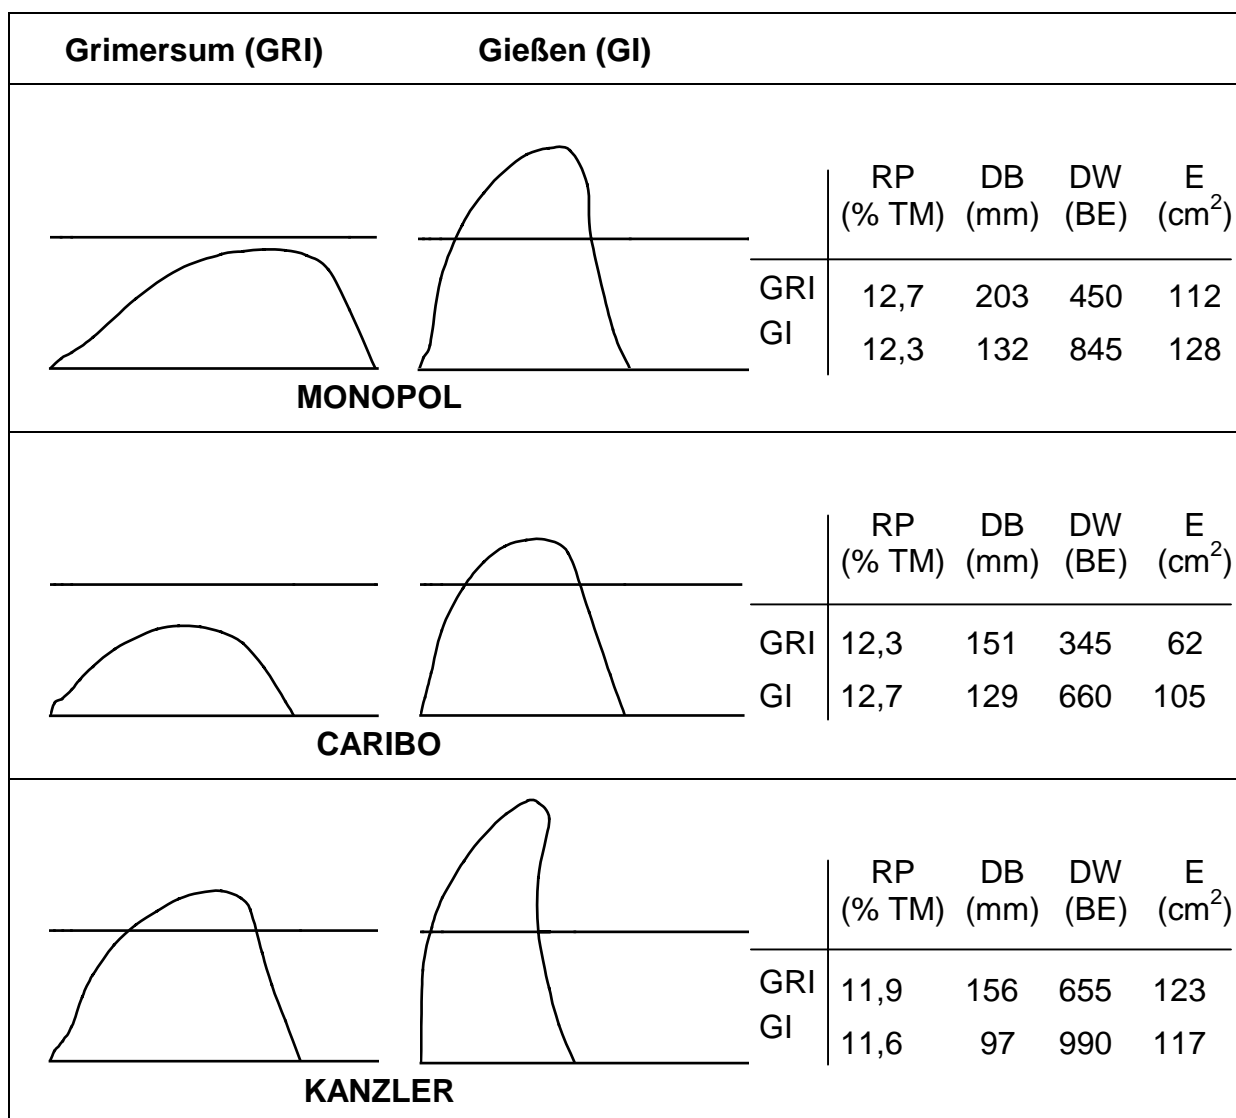 Grimersum (GRI) Gießen (GI)
RP DB DW E
(% TM) (mm) (BE) (cm²)
GRI 12,7 203 450 112
GI 12,3 132 845 128
MONOPOL
RP DB DW E
(% TM) (mm) (BE) (cm²)
GRI 12,3 151 345 62
GI 12,7 129 660 105
CARIBO
RP DB DW E
(% TM) (mm) (BE) (cm²)
GRI 11,9 156 655 123
GI 11,6 97 990 117
KANZLER